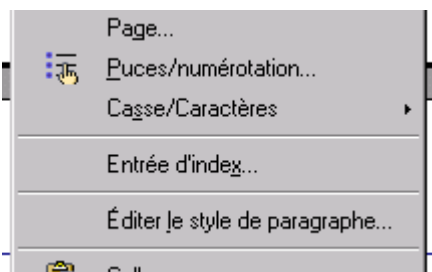 Page...
Puces/numérotation...
Casse/Caractères
Entrée d'index...
Éditer le style de paragraphe...